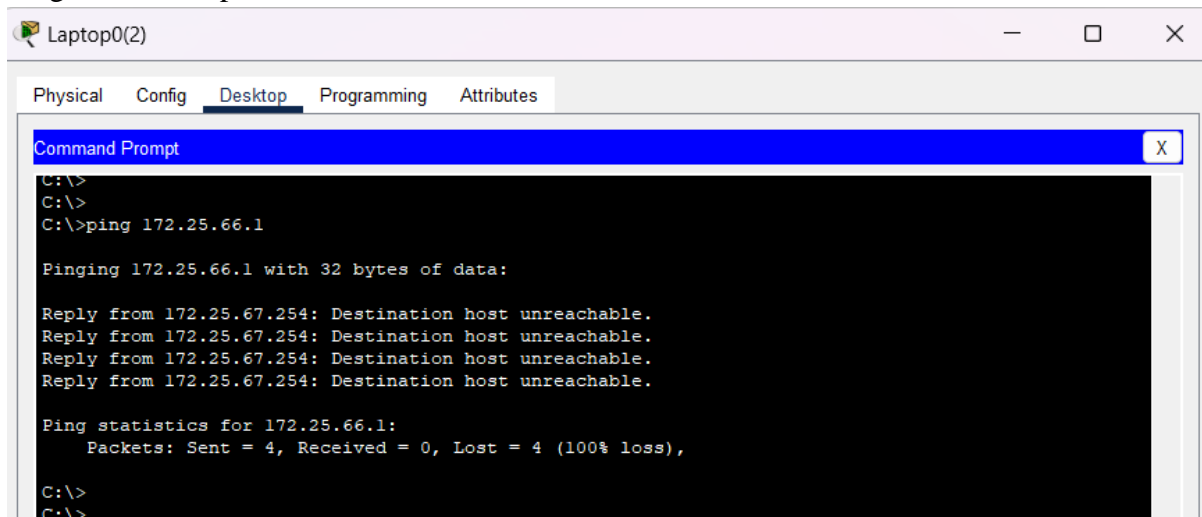 Laptop0(2)
Physical Config Desktop Programming Attributes
Command Prompt
X
C:\>
C:\>
C:\>ping 172.25.66.1
Pinging 172.25.66.1 with 32 bytes of data:
Reply from 172.25.67.254: Destination host unreachable.
Reply from 172.25.67.254: Destination host unreachable.
Reply from 172.25.67.254: Destination host unreachable.
Reply from 172.25.67.254: Destination host unreachable.
Ping statistics for 172.25.66.1:
Packets: Sent = 4, Received = 0, Lost = 4 (100% loss),
C:\>
C:\>